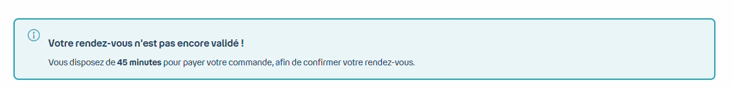 Votre rendez-vous n'est pas encore validé !
Vous disposez de 45 minutes pour payer votre commande, afin de confirmer votre rendez-vous.